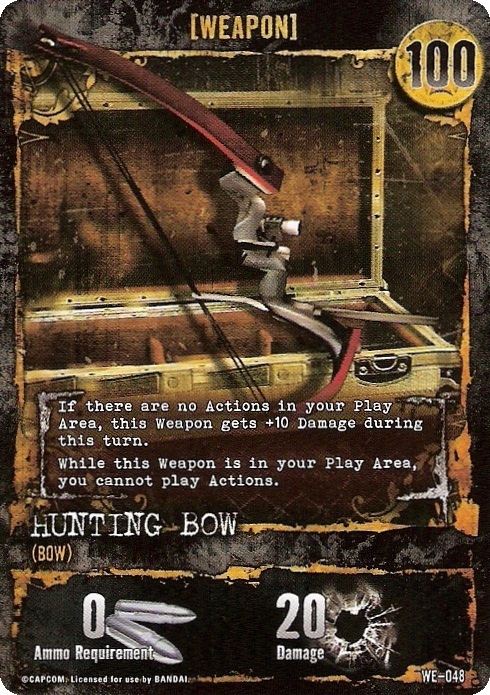 [WEAPON]
100
If there are no Actions in your Play
Area, this Weapon gets +10 Damage during
this turn.
While this Weapon is in your Play Area,
you cannot play Actions.
HUNTING BOW
(BOW)
0
Ammo Requirement
20
Damage
©CAPCOM. Licensed for use by BANDAI
WE-048